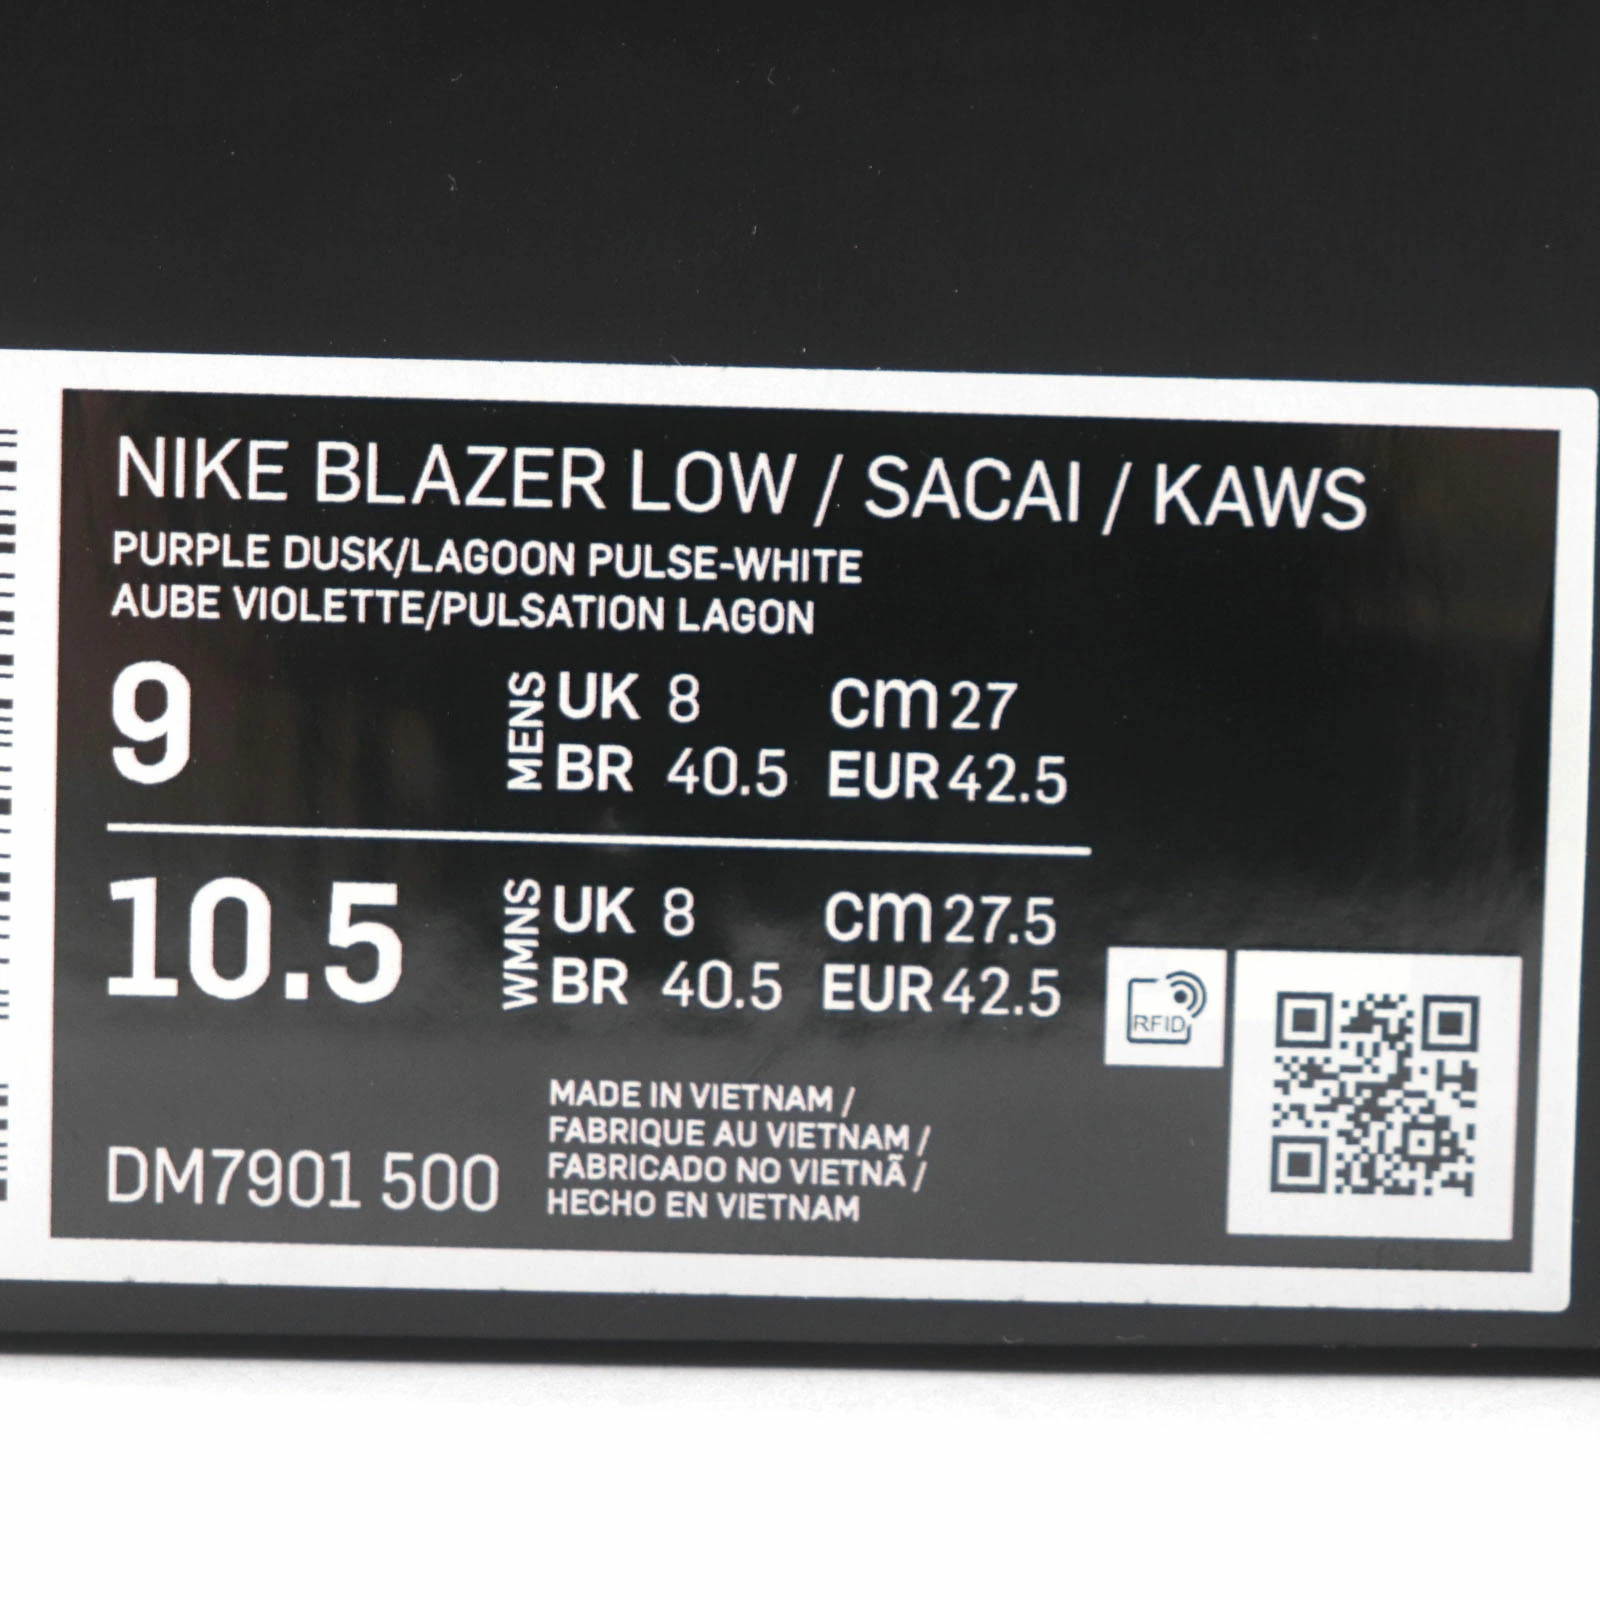 NIKE BLAZER LOW / SACAI / KAWS
PURPLE DUSK/LAGOON PULSE-WHITE
AUBE VIOLETTE/PULSATION LAGON
9 MENS UK 8 cm 27
BR 40.5 EUR 42.5
10.5 WMNS UK 8 cm 27.5
BR 40.5 EUR 42.5
RFID
MADE IN VIETNAM /
FABRIQUE AU VIETNAM /
FABRICADO NO VIETNÃ /
HECHO EN VIETNAM
DM7901 500